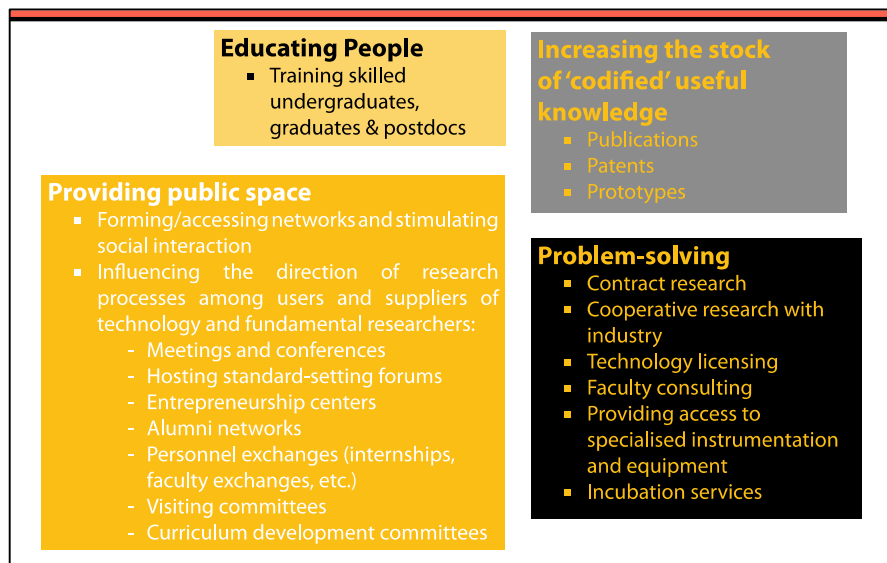 Educating People
▪ Training skilled
undergraduates,
graduates & postdocs
Increasing the stock
of ‘codified’ useful
knowledge
▪ Publications
▪ Patents
▪ Prototypes
Providing public space
▪ Forming/accessing networks and stimulating
social interaction
▪ Influencing the direction of research
processes among users and suppliers of
technology and fundamental researchers:
- Meetings and conferences
- Hosting standard-setting forums
- Entrepreneurship centers
- Alumni networks
- Personnel exchanges (internships,
faculty exchanges, etc.)
- Visiting committees
- Curriculum development committees
Problem-solving
▪ Contract research
▪ Cooperative research with
industry
▪ Technology licensing
▪ Faculty consulting
▪ Providing access to
specialised instrumentation
and equipment
▪ Incubation services